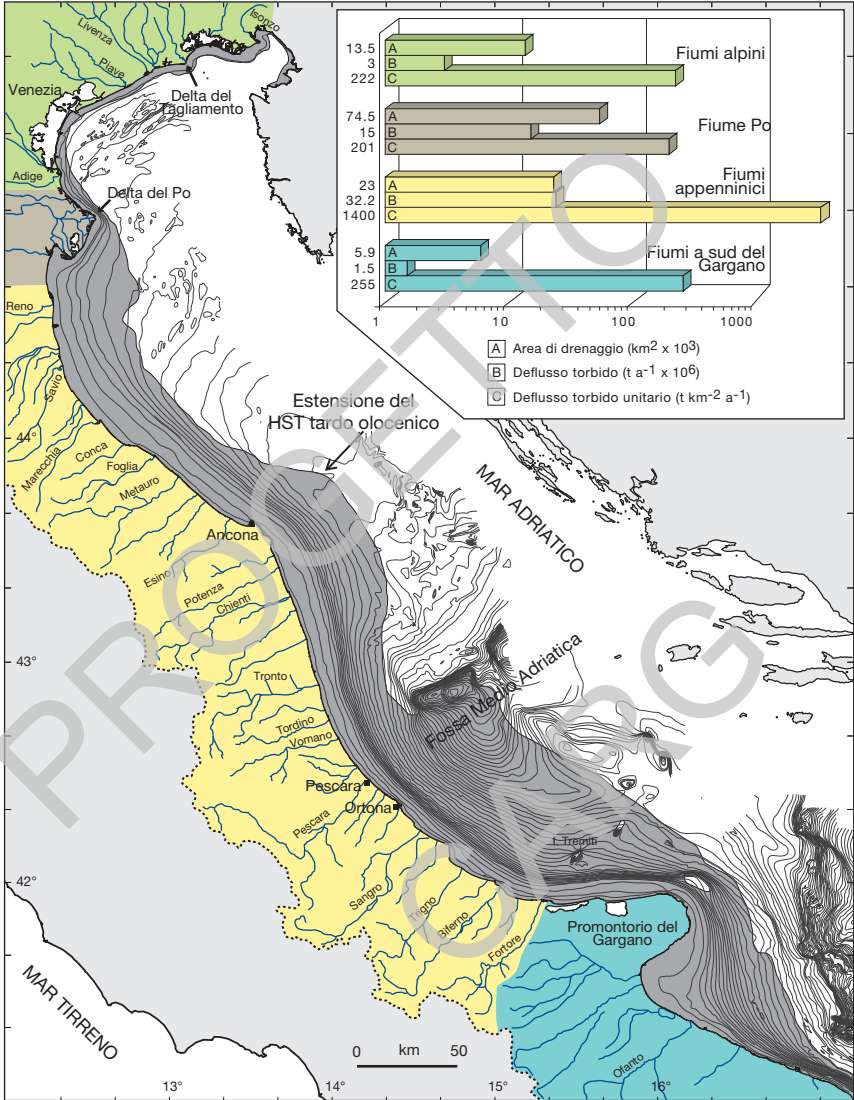 Isonzo
Livenza
Piave
Venezia
Delta del
Tagliamento
Adige
Delta del Po
Reno
Savio
Estensione del
HST tardo olocenico
44°
Marecchia
Conca
Foglia
Metauro
MAR ADRIATICO
Ancona
Esino
Potenza
Chienti
43°
Tronto
Fossa Medio Adriatica
Tordino
Vomano
Pescara
Ortona
Pescara
I. Tremiti
42°
Sangro
Trigno
Biferno
Fortore
Promontorio del
Gargano
MAR TIRRENO
0 km 50
Ofanto
13°
14°
15°
16°
13.5 A
3 B
222 C
Fiumi alpini
74.5 A
15 B
201 C
Fiume Po
23 A
32.2 B
1400 C
Fiumi
appenninici
5.9 A
1.5 B
255 C
Fiumi a sud del
Gargano
1 10 100 1000
A Area di drenaggio (km² x 10³)
B Deflusso torbido (t a⁻¹ x 10⁶)
C Deflusso torbido unitario (t km⁻² a⁻¹)
PROGETTO
CARG